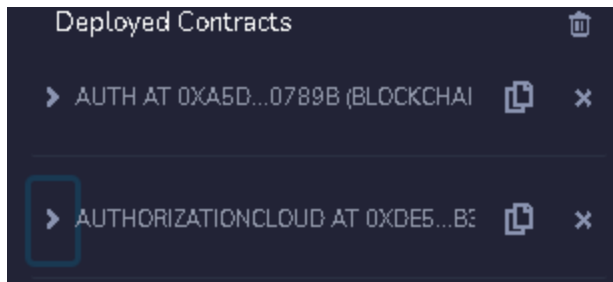 Deployed Contracts
AUTH AT 0XA5D...0789B (BLOCKCHAI
AUTHORIZATIONCLOUD AT 0XDE5...B3